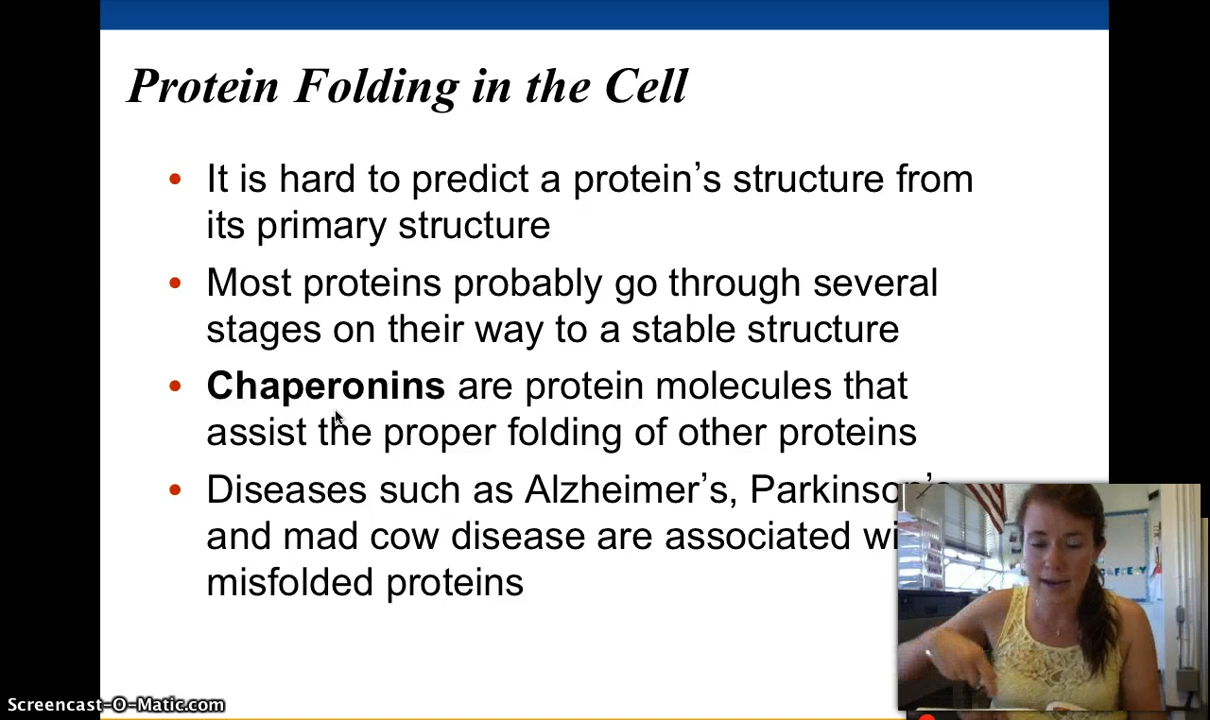 Protein Folding in the Cell
• It is hard to predict a protein’s structure from
its primary structure
• Most proteins probably go through several
stages on their way to a stable structure
• Chaperonins are protein molecules that
assist the proper folding of other proteins
• Diseases such as Alzheimer’s, Parkinson’s
and mad cow disease are associated
misfolded proteins
Screencast-O-Matic.com